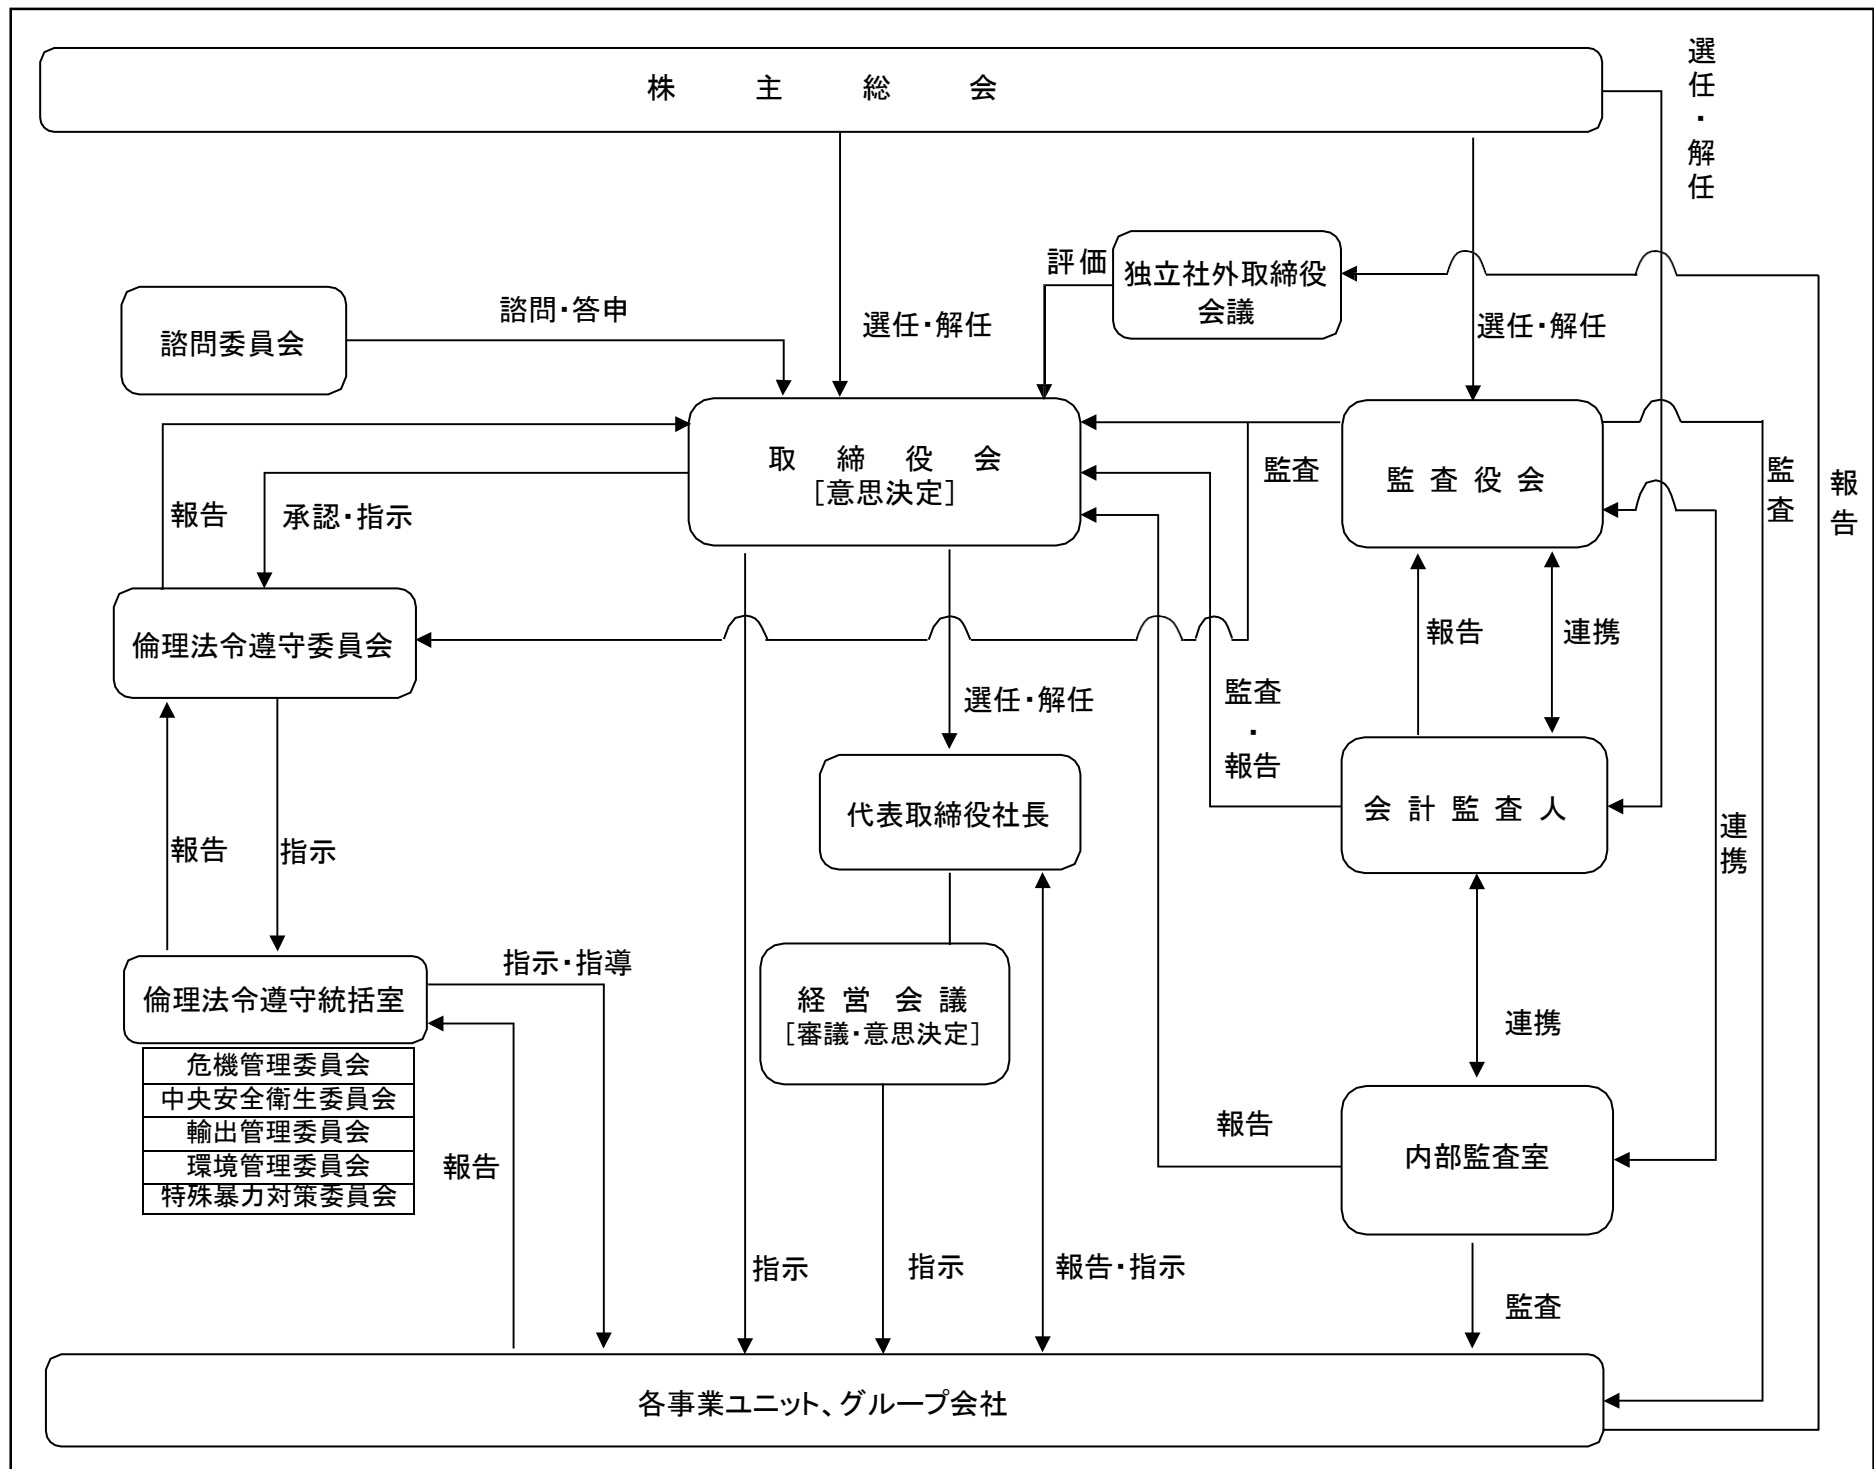 株主総会
選任・解任
評価
独立社外取締役
会議
諮問・答申
諮問委員会
選任・解任
選任・解任
取締役会
[意思決定]
監査
監査役会
監査
報告
報告
承認・指示
倫理法令遵守委員会
報告
連携
選任・解任
監査
・
報告
代表取締役社長
会計監査人
連携
報告
指示
倫理法令遵守統括室
指示・指導
経営会議
[審議・意思決定]
連携
危機管理委員会
中央安全衛生委員会
輸出管理委員会
環境管理委員会
特殊暴力対策委員会
報告
報告
内部監査室
指示
指示
報告・指示
監査
各事業ユニット、グループ会社